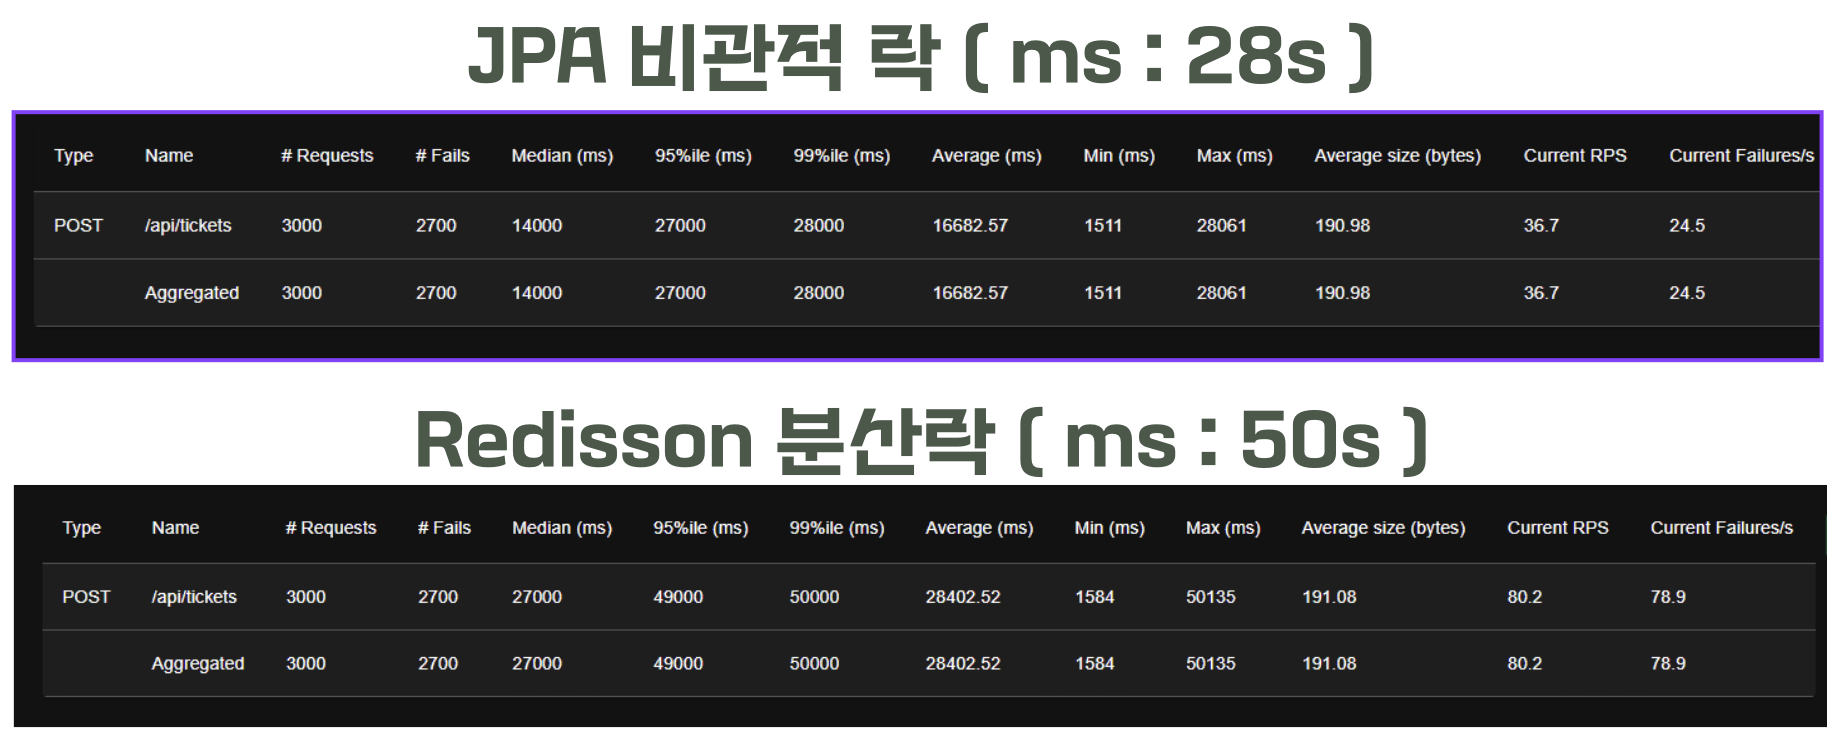 JPA 비관적 락 ( ms : 28s )
Type Name # Requests # Fails Median (ms) 95%ile (ms) 99%ile (ms) Average (ms) Min (ms) Max (ms) Average size (bytes) Current RPS Current Failures/s
POST /api/tickets 3000 2700 14000 27000 28000 16682.57 1511 28061 190.98 36.7 24.5
Aggregated 3000 2700 14000 27000 28000 16682.57 1511 28061 190.98 36.7 24.5
Redisson 분산락 ( ms : 50s )
Type Name # Requests # Fails Median (ms) 95%ile (ms) 99%ile (ms) Average (ms) Min (ms) Max (ms) Average size (bytes) Current RPS Current Failures/s
POST /api/tickets 3000 2700 27000 49000 50000 28402.52 1584 50135 191.08 80.2 78.9
Aggregated 3000 2700 27000 49000 50000 28402.52 1584 50135 191.08 80.2 78.9